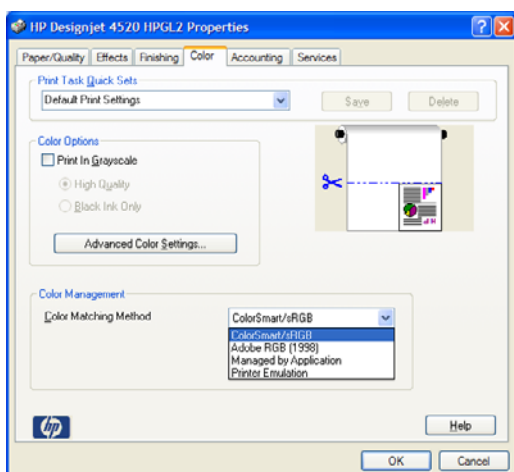 HP Designjet 4520 HPGL2 Properties
Paper/Quality Effects Finishing Color Accounting Services
Print Task Quick Sets
Default Print Settings Save Delete
Color Options
Print In Grayscale
High Quality
Black Ink Only
Advanced Color Settings...
Color Management
Color Matching Method ColorSmart/sRGB
ColorSmart/sRGB
Adobe RGB (1998)
Managed by Application
Printer Emulation
hp Help
OK Cancel